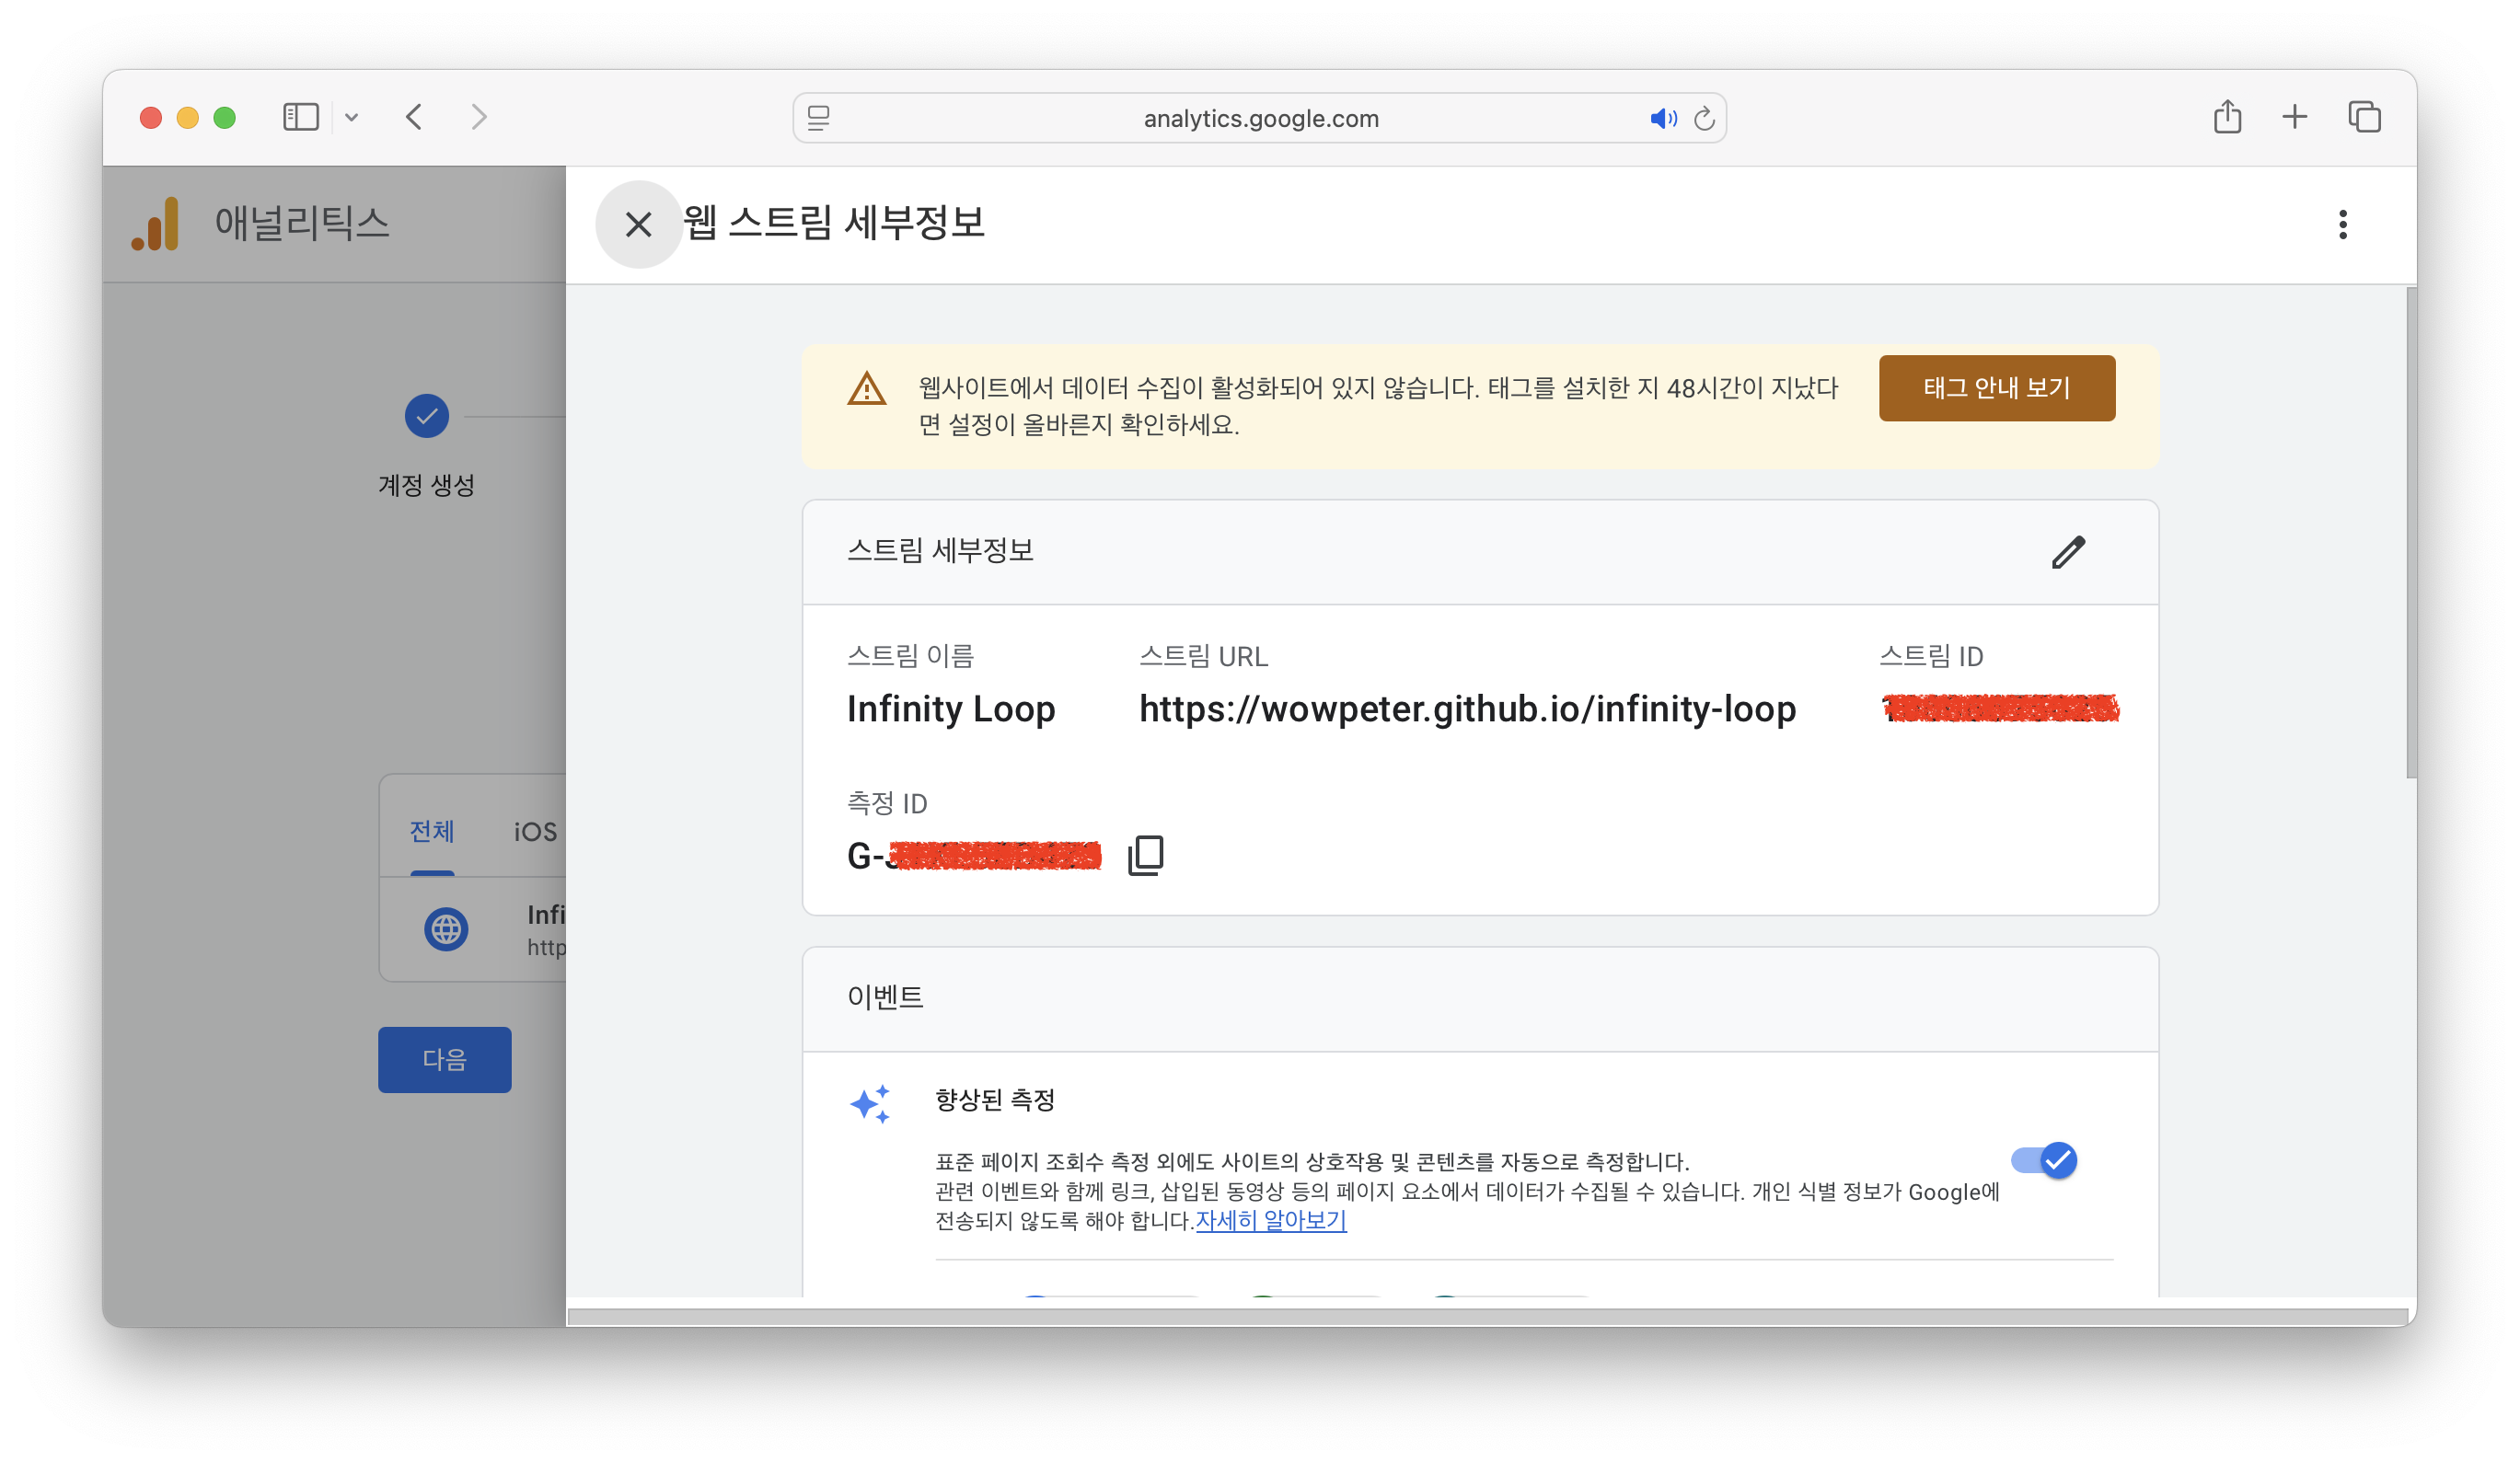 analytics.google.com
애널리틱스
웹 스트림 세부정보
계정 생성
웹사이트에서 데이터 수집이 활성화되어 있지 않습니다. 태그를 설치한 지 48시간이 지났다
면 설정이 올바른지 확인하세요.
태그 안내 보기
스트림 세부정보
스트림 이름
스트림 URL
스트림 ID
Infinity Loop
https://wowpeter.github.io/infinity-loop
측정 ID
G-
전체
iOS
Infi
http
다음
이벤트
향상된 측정
표준 페이지 조회수 측정 외에도 사이트의 상호작용 및 콘텐츠를 자동으로 측정합니다.
관련 이벤트와 함께 링크, 삽입된 동영상 등의 페이지 요소에서 데이터가 수집될 수 있습니다. 개인 식별 정보가 Google에
전송되지 않도록 해야 합니다.자세히 알아보기